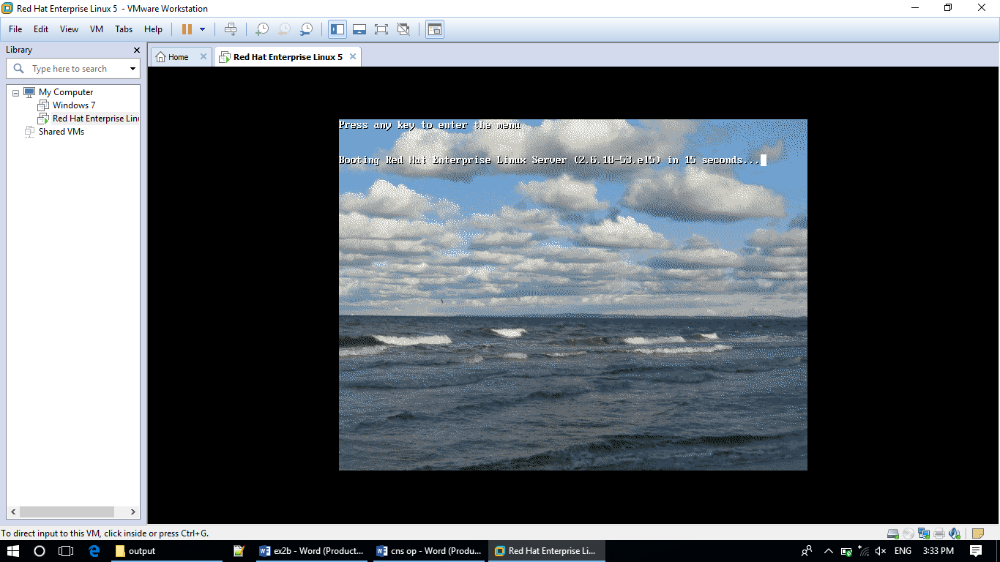 Red Hat Enterprise Linux 5 - VMware Workstation
File Edit View VM Tabs Help
Library
Type here to search
My Computer
Windows 7
Red Hat Enterprise Linu
Shared VMs
Home
Red Hat Enterprise Linux 5
Press any key to enter the menu
Booting Red Hat Enterprise Linux Server (2.6.18-53.el5) in 15 seconds...
To direct input to this VM, click inside or press Ctrl+G.
output
ex2b - Word (Product...
cns op - Word (Produ...
Red Hat Enterprise Li...
ENG
3:33 PM